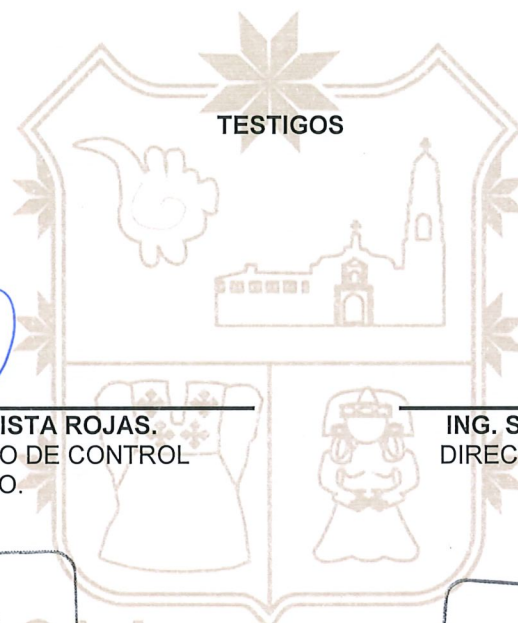 TESTIGOS
ISTA ROJAS.
O DE CONTROL
O.
ING. S
DIREC